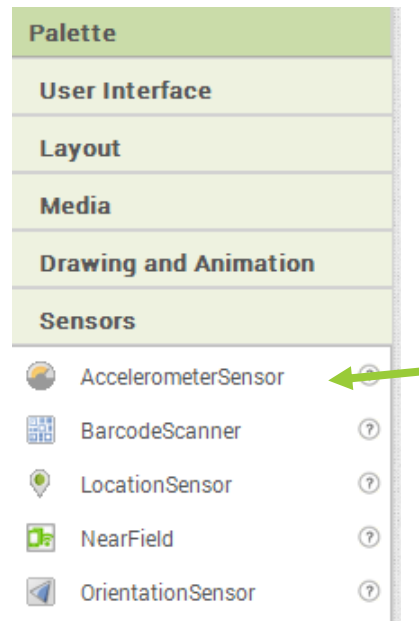 Palette
User Interface
Layout
Media
Drawing and Animation
Sensors
AccelerometerSensor ?
BarcodeScanner ?
LocationSensor ?
NearField ?
OrientationSensor ?